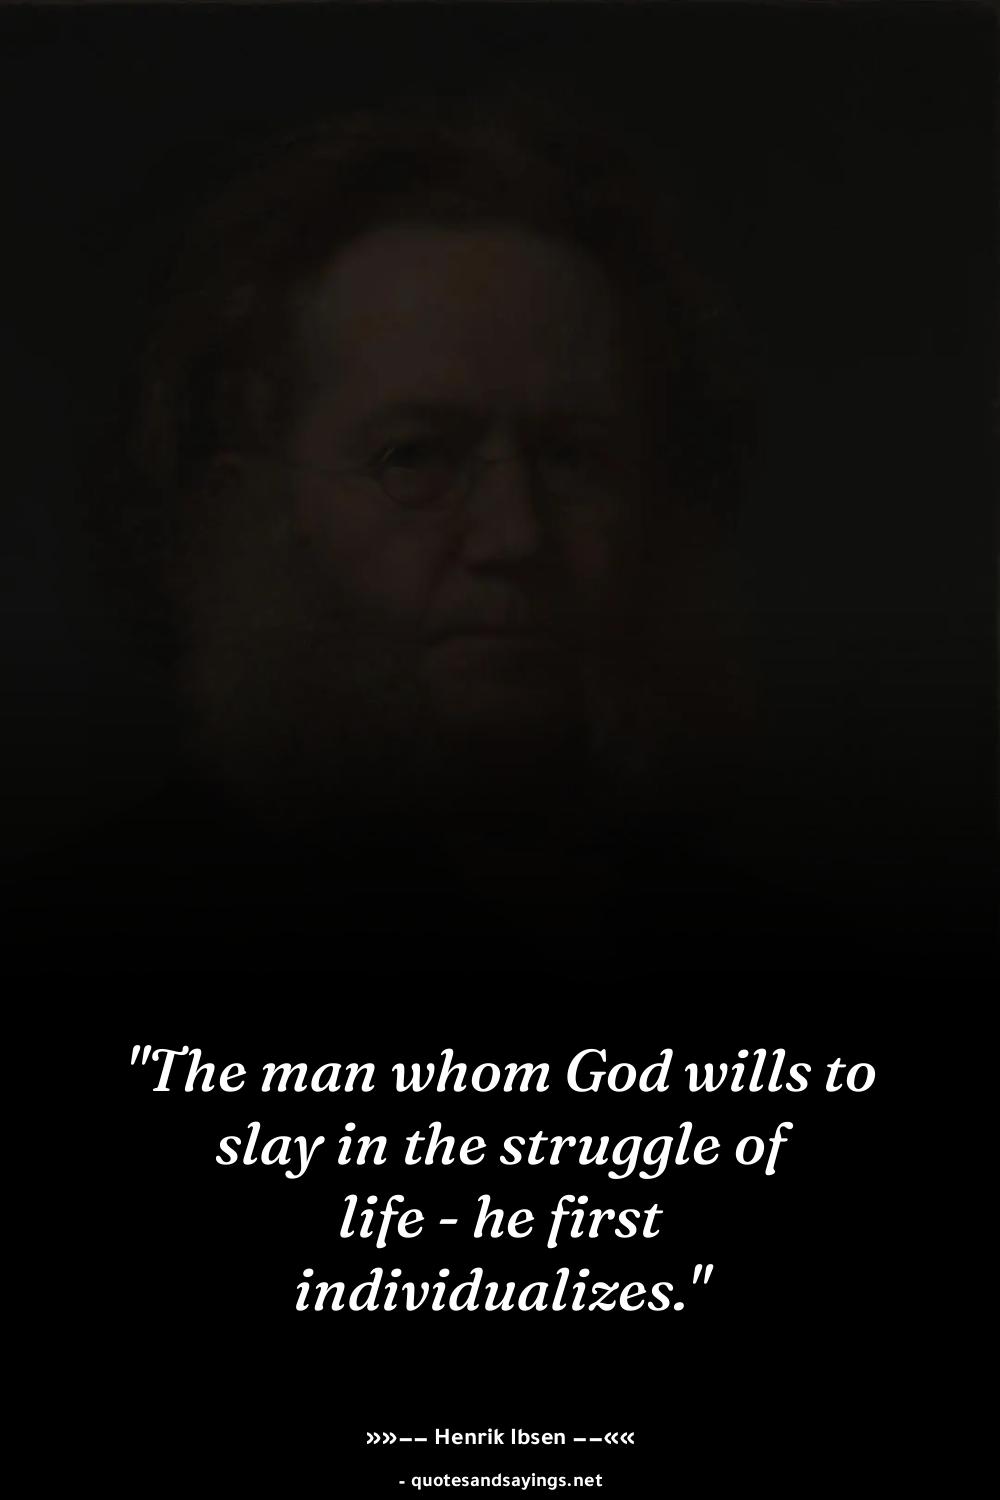 "The man whom God wills to
slay in the struggle of
life - he first
individualizes."
»»−− Henrik Ibsen −−««
- quotesandsayings.net